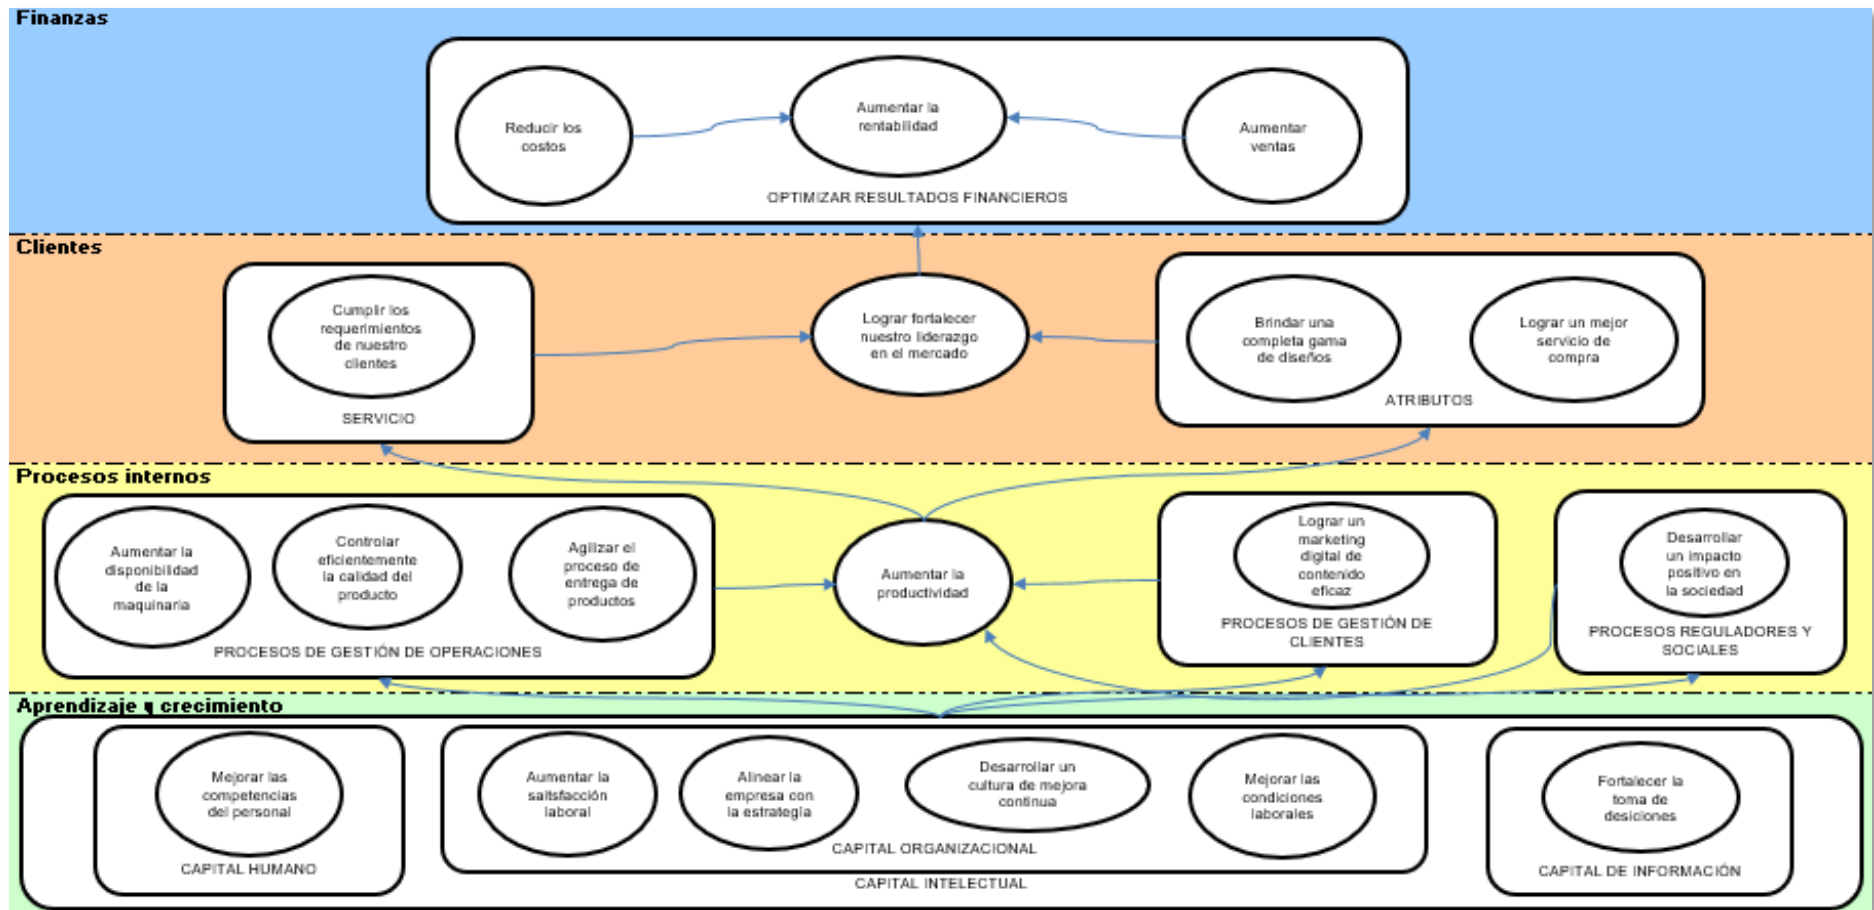 Finanzas
Reducir los
costos
Aumentar la
rentabilidad
Aumentar
ventas
OPTIMIZAR RESULTADOS FINANCIEROS
Clientes
Cumplir los
requerimientos
de nuestro
clientes
SERVICIO
Lograr fortalecer
nuestro liderazgo
en el mercado
Brindar una
completa gama
de diseños
Lograr un mejor
servicio de
compra
ATRIBUTOS
Procesos internos
Aumentar la
disponibilidad
de la
maquinaria
Controlar
eficientemente
la calidad del
producto
Agilizar el
proceso de
entrega de
productos
PROCESOS DE GESTIÓN DE OPERACIONES
Aumentar la
productividad
Lograr un
marketing
digital de
contenido
eficaz
PROCESOS DE GESTIÓN DE
CLIENTES
Desarrollar
un impacto
positivo en
la sociedad
PROCESOS REGULADORES Y
SOCIALES
Aprendizaje y crecimiento
Mejorar las
competencias
del personal
CAPITAL HUMANO
Aumentar la
saitsfacción
laboral
Alinear la
empresa con
la estrategía
Desarrollar un
cultura de mejora
continua
Mejorar las
condiciones
laborales
CAPITAL ORGANIZACIONAL
CAPITAL INTELECTUAL
Fortalecer la
toma de
desiciones
CAPITAL DE INFORMACIÓN